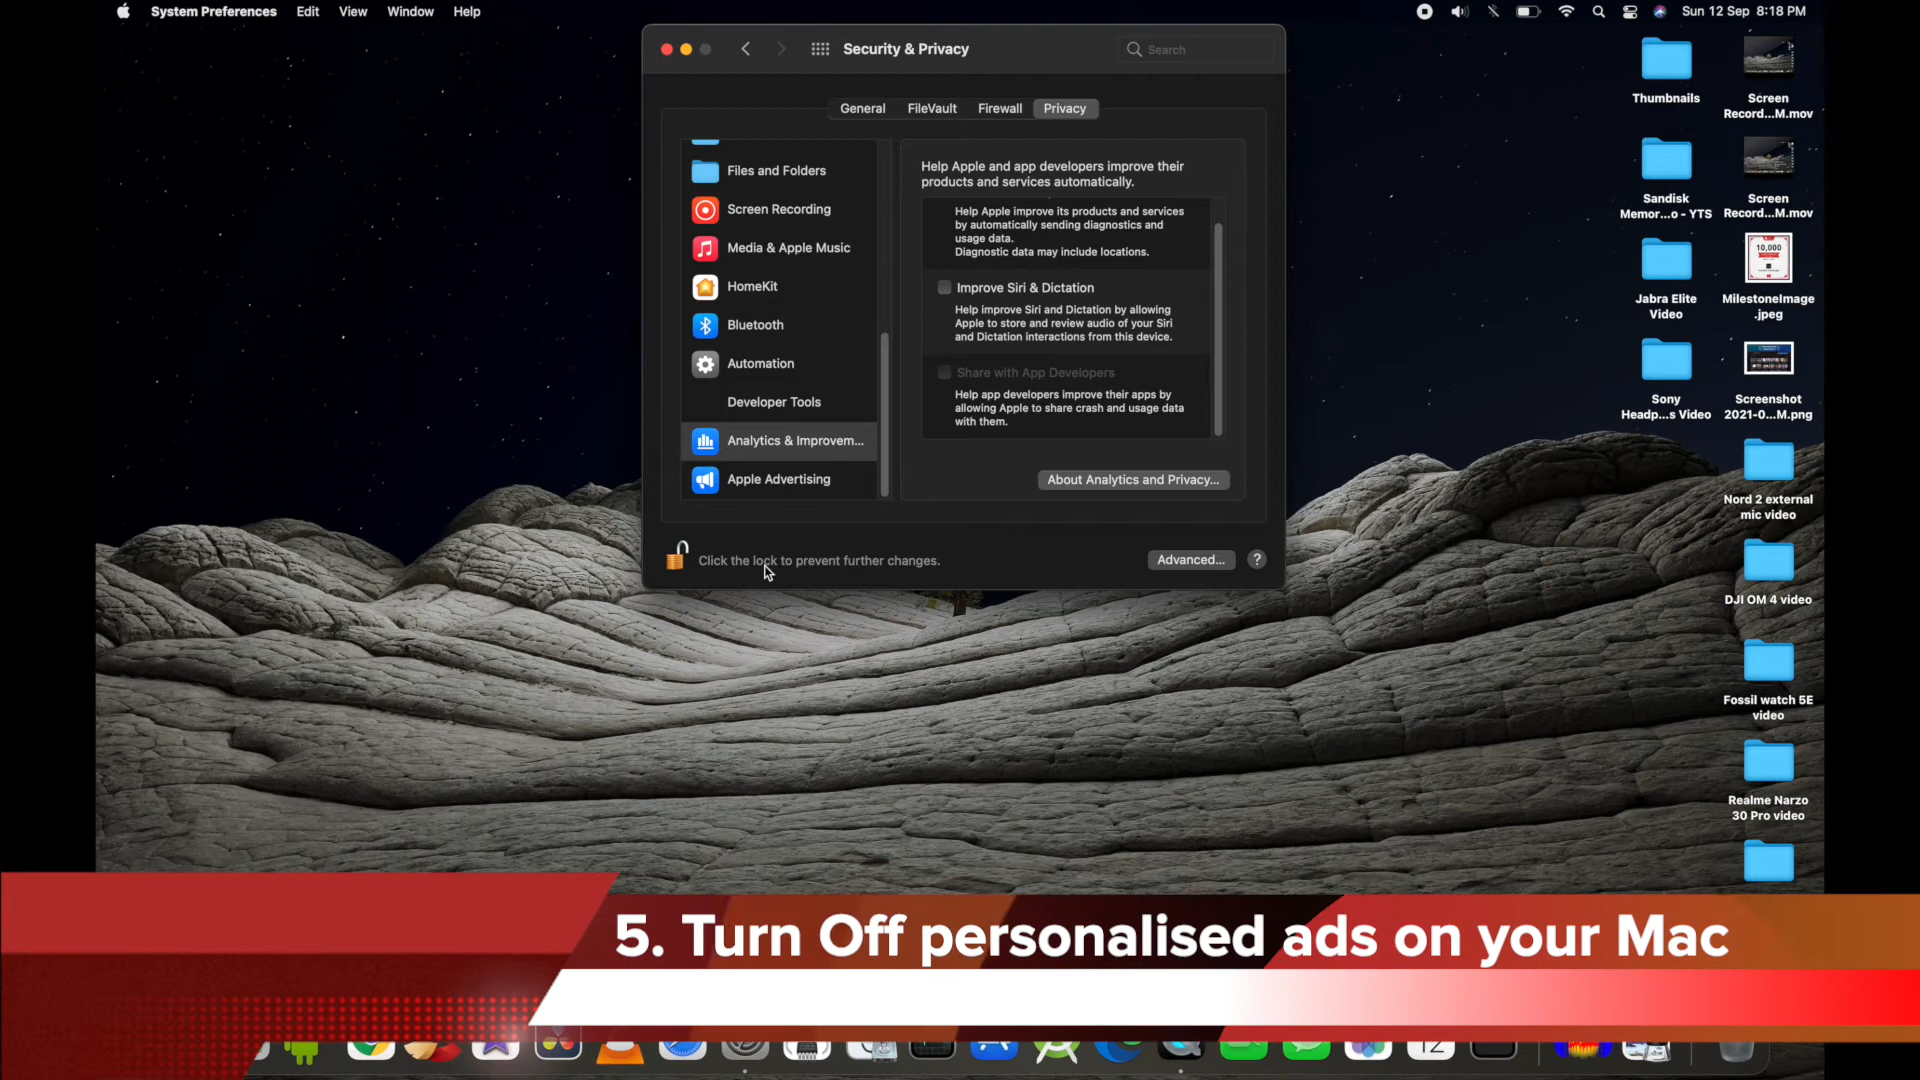 System Preferences Edit View Window Help
Sun 12 Sep 8:18 PM
Security & Privacy
Search
General FileVault Firewall Privacy
Files and Folders
Screen Recording
Media & Apple Music
HomeKit
Bluetooth
Automation
Developer Tools
Analytics & Improvem...
Apple Advertising
Help Apple and app developers improve their
products and services automatically.
Help Apple improve its products and services
by automatically sending diagnostics and
usage data.
Diagnostic data may include locations.
Improve Siri & Dictation
Help improve Siri and Dictation by allowing
Apple to store and review audio of your Siri
and Dictation interactions from this device.
Share with App Developers
Help app developers improve their apps by
allowing Apple to share crash and usage data
with them.
About Analytics and Privacy...
Click the lock to prevent further changes.
Advanced...
?
Thumbnails
Screen
Record...M.mov
Sandisk
Memor...o - YTS
Screen
Record...M.mov
10,000
Jabra Elite
Video
MilestoneImage
.jpeg
Sony
Headp...s Video
Screenshot
2021-0...M.png
Nord 2 external
mic video
DJI OM 4 video
Fossil watch 5E
video
Realme Narzo
30 Pro video
5. Turn Off personalised ads on your Mac
12